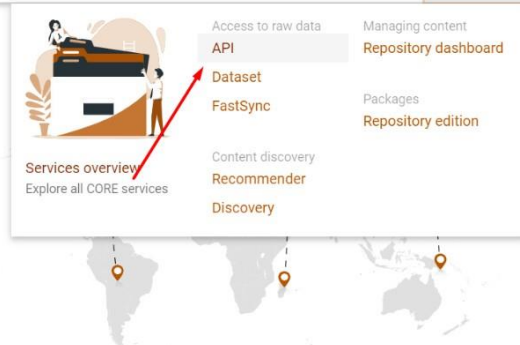 Services overview
Explore all CORE services
Access to raw data
API
Dataset
FastSync
Content discovery
Recommender
Discovery
Managing content
Repository dashboard
Packages
Repository edition